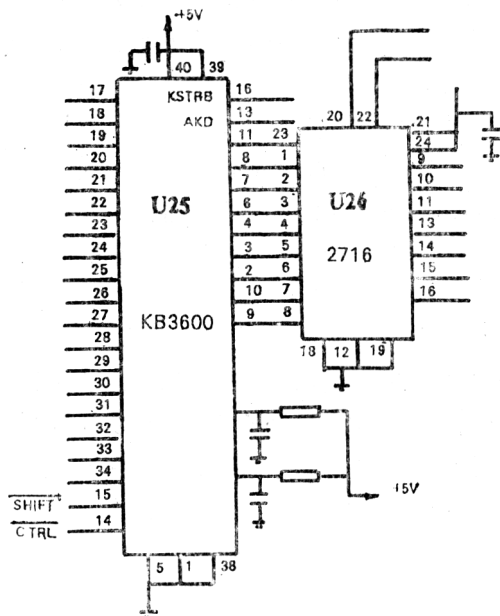 +5V
40 39
17 KSTRB 16
18 AKD 13
19 11 23
20 8 1
21 7 2
22 6 3
23 4 4
24 3 5
25 2 6
26 10 7
27 9 8
28
29
30
31
32
33
34
SHIFT 15
CTRL 14
U25
KB3600
5 1 38
20 22
21
24
9
10
11
13
14
15
16
U26
2716
18 12 19
+5V